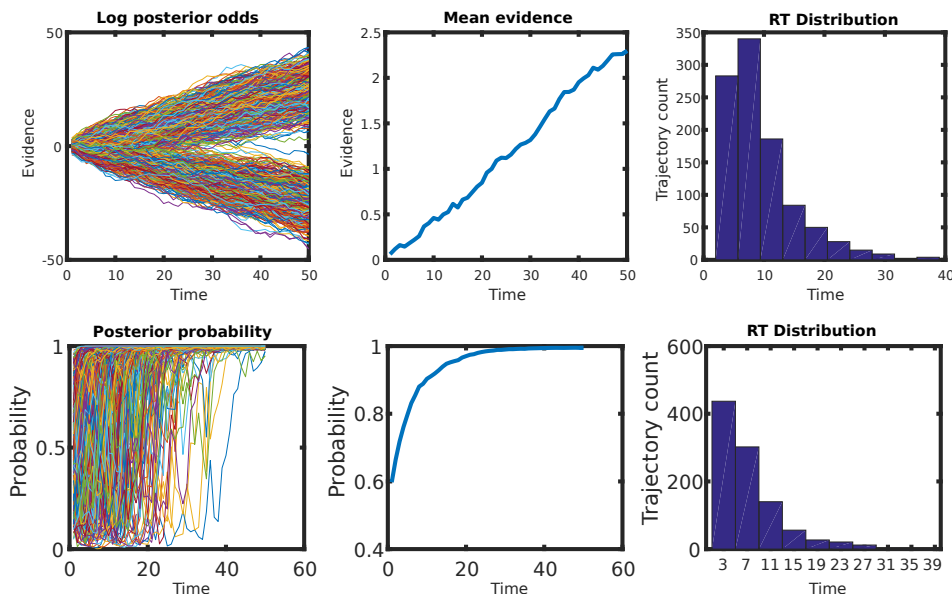 Log posterior odds
50
0
-50
0 10 20 30 40 50
Evidence
Time
Mean evidence
2.5
2
1.5
1
0.5
0
0 10 20 30 40 50
Evidence
Time
RT Distribution
350
300
250
200
150
100
50
0
0 10 20 30 40
Trajectory count
Time
Posterior probability
1
0.5
0
0 20 40 60
Probability
Time
1
0.8
0.6
0.4
0 20 40 60
Probability
Time
RT Distribution
600
400
200
0
3 7 11 15 19 23 27 31 35 39
Trajectory count
Time